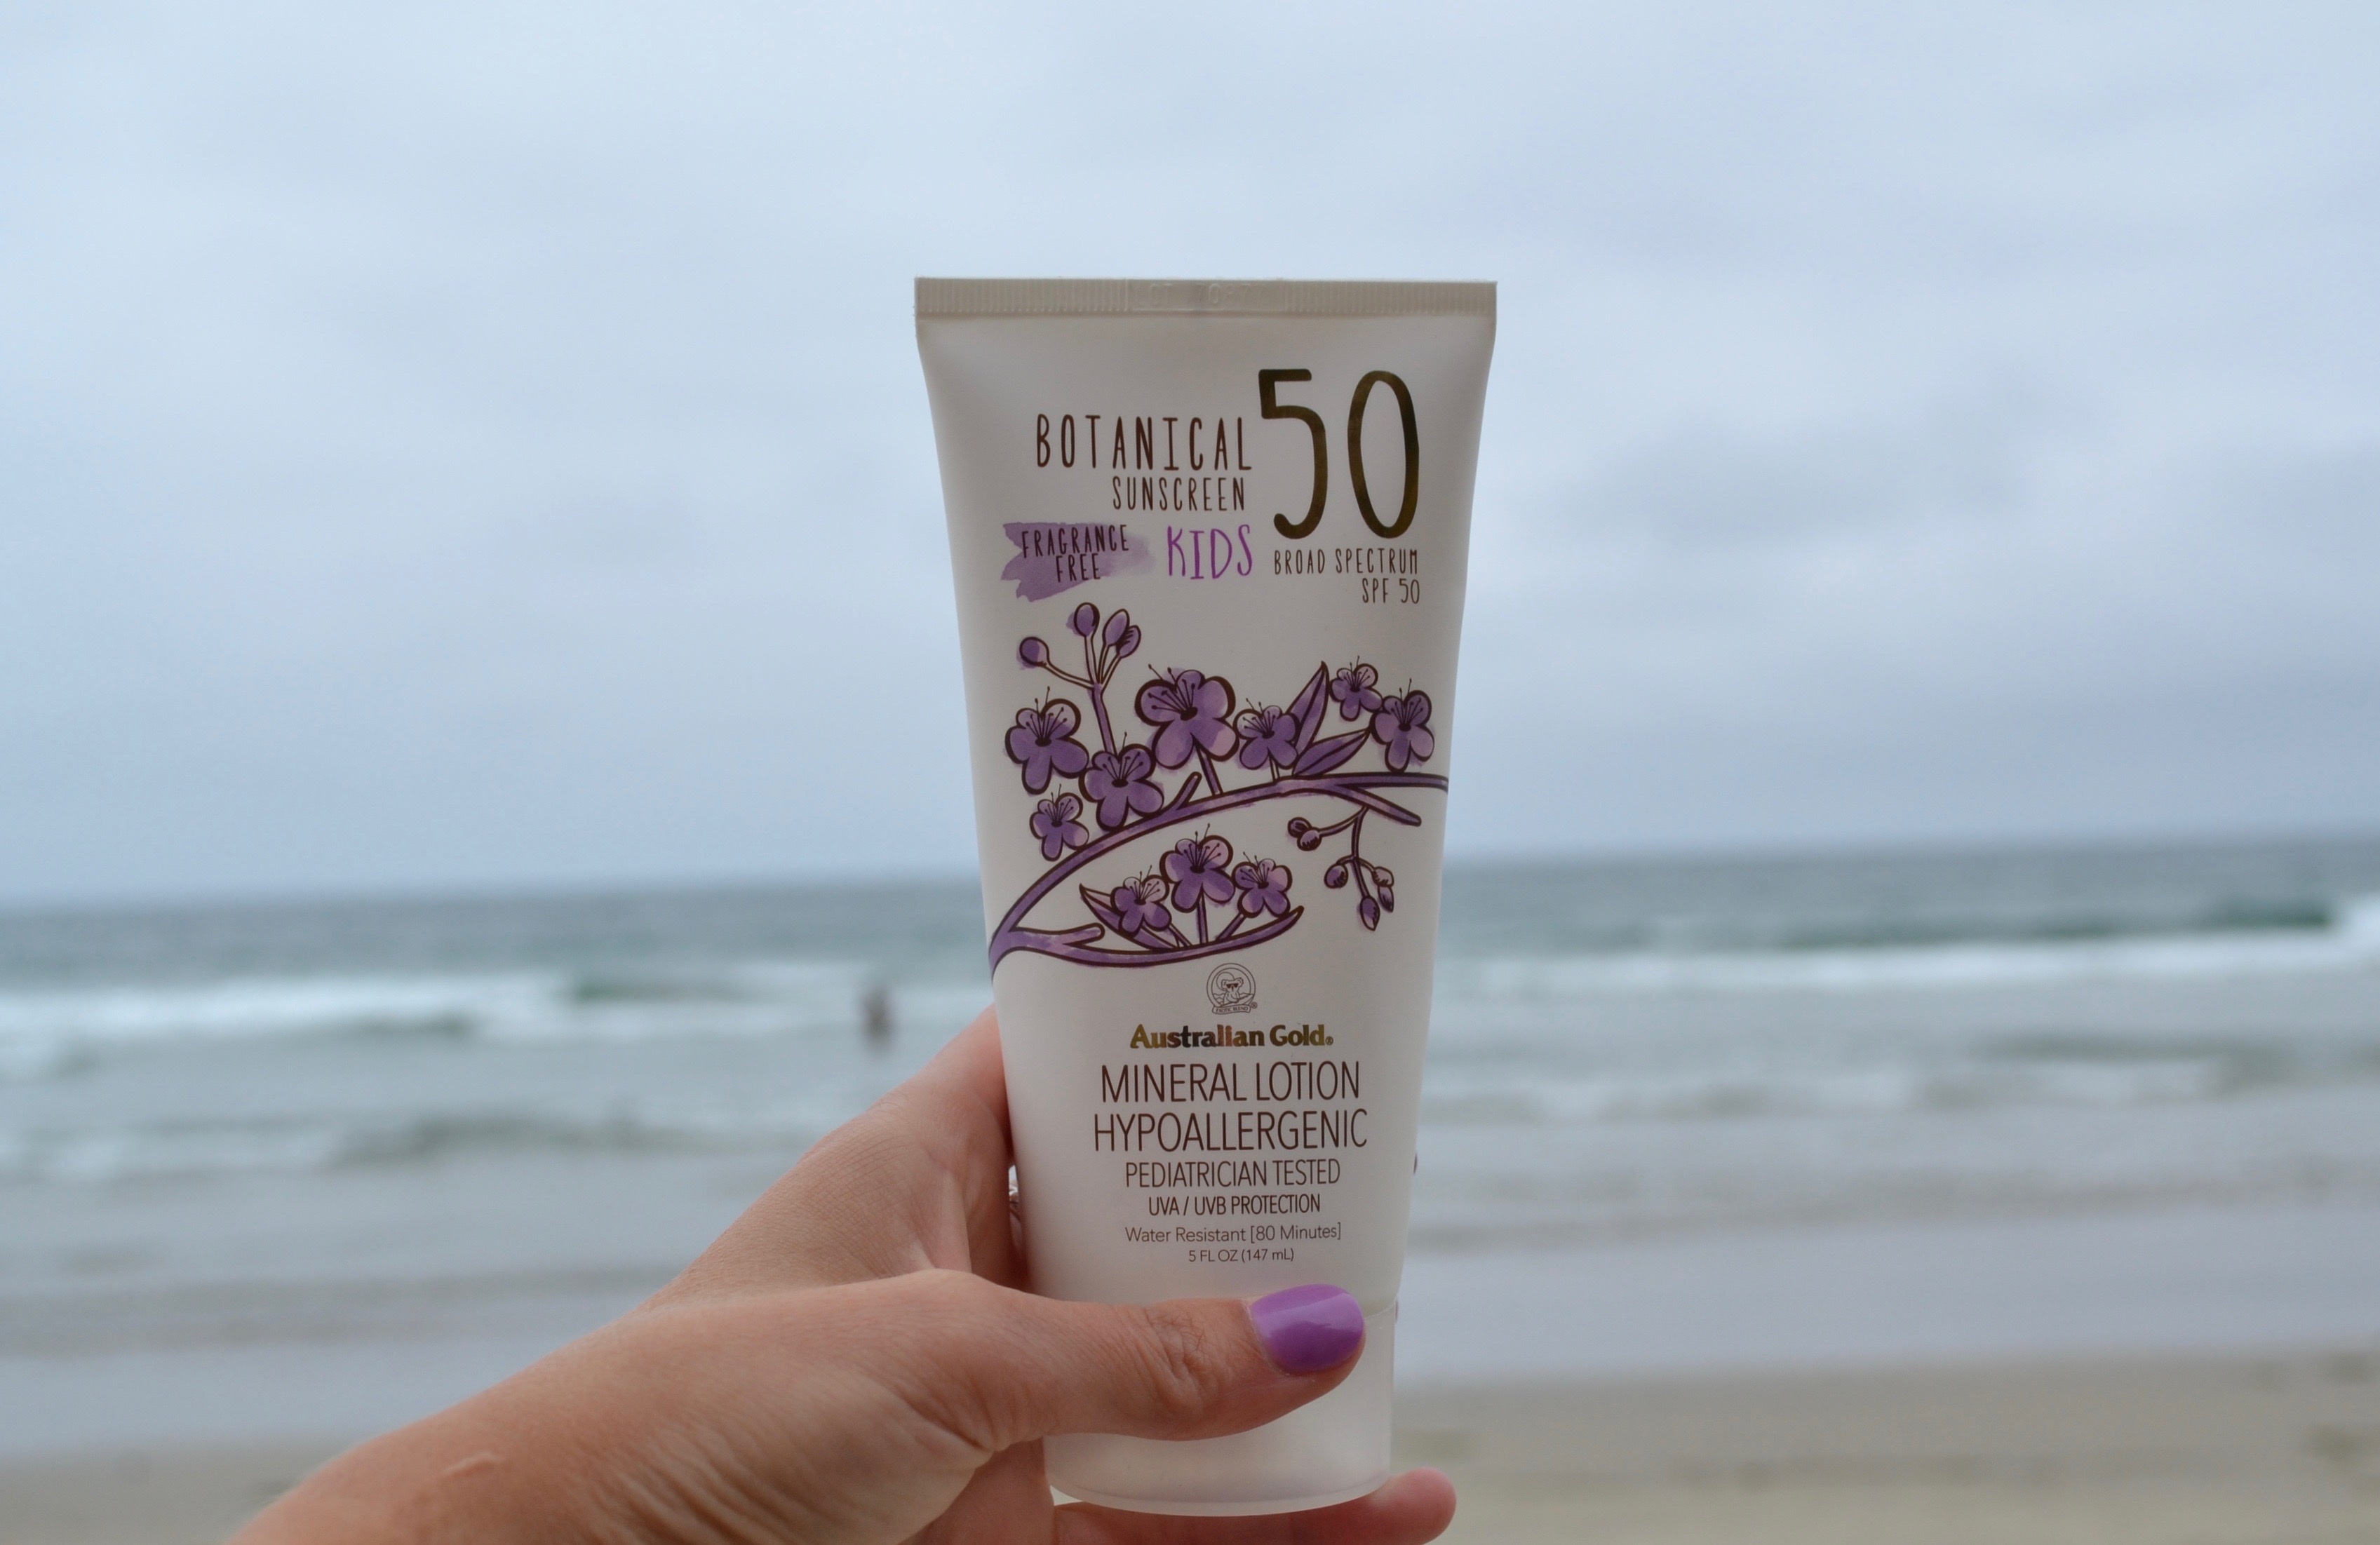 BOTANICAL 50
SUNSCREEN
FRAGRANCE
FREE
KIDS
BROAD SPECTRUM
SPF 50
Australian Gold®
MINERAL LOTION
HYPOALLERGENIC
PEDIATRICIAN TESTED
UVA / UVB PROTECTION
Water Resistant [80 Minutes]
5 FL OZ (147 mL)